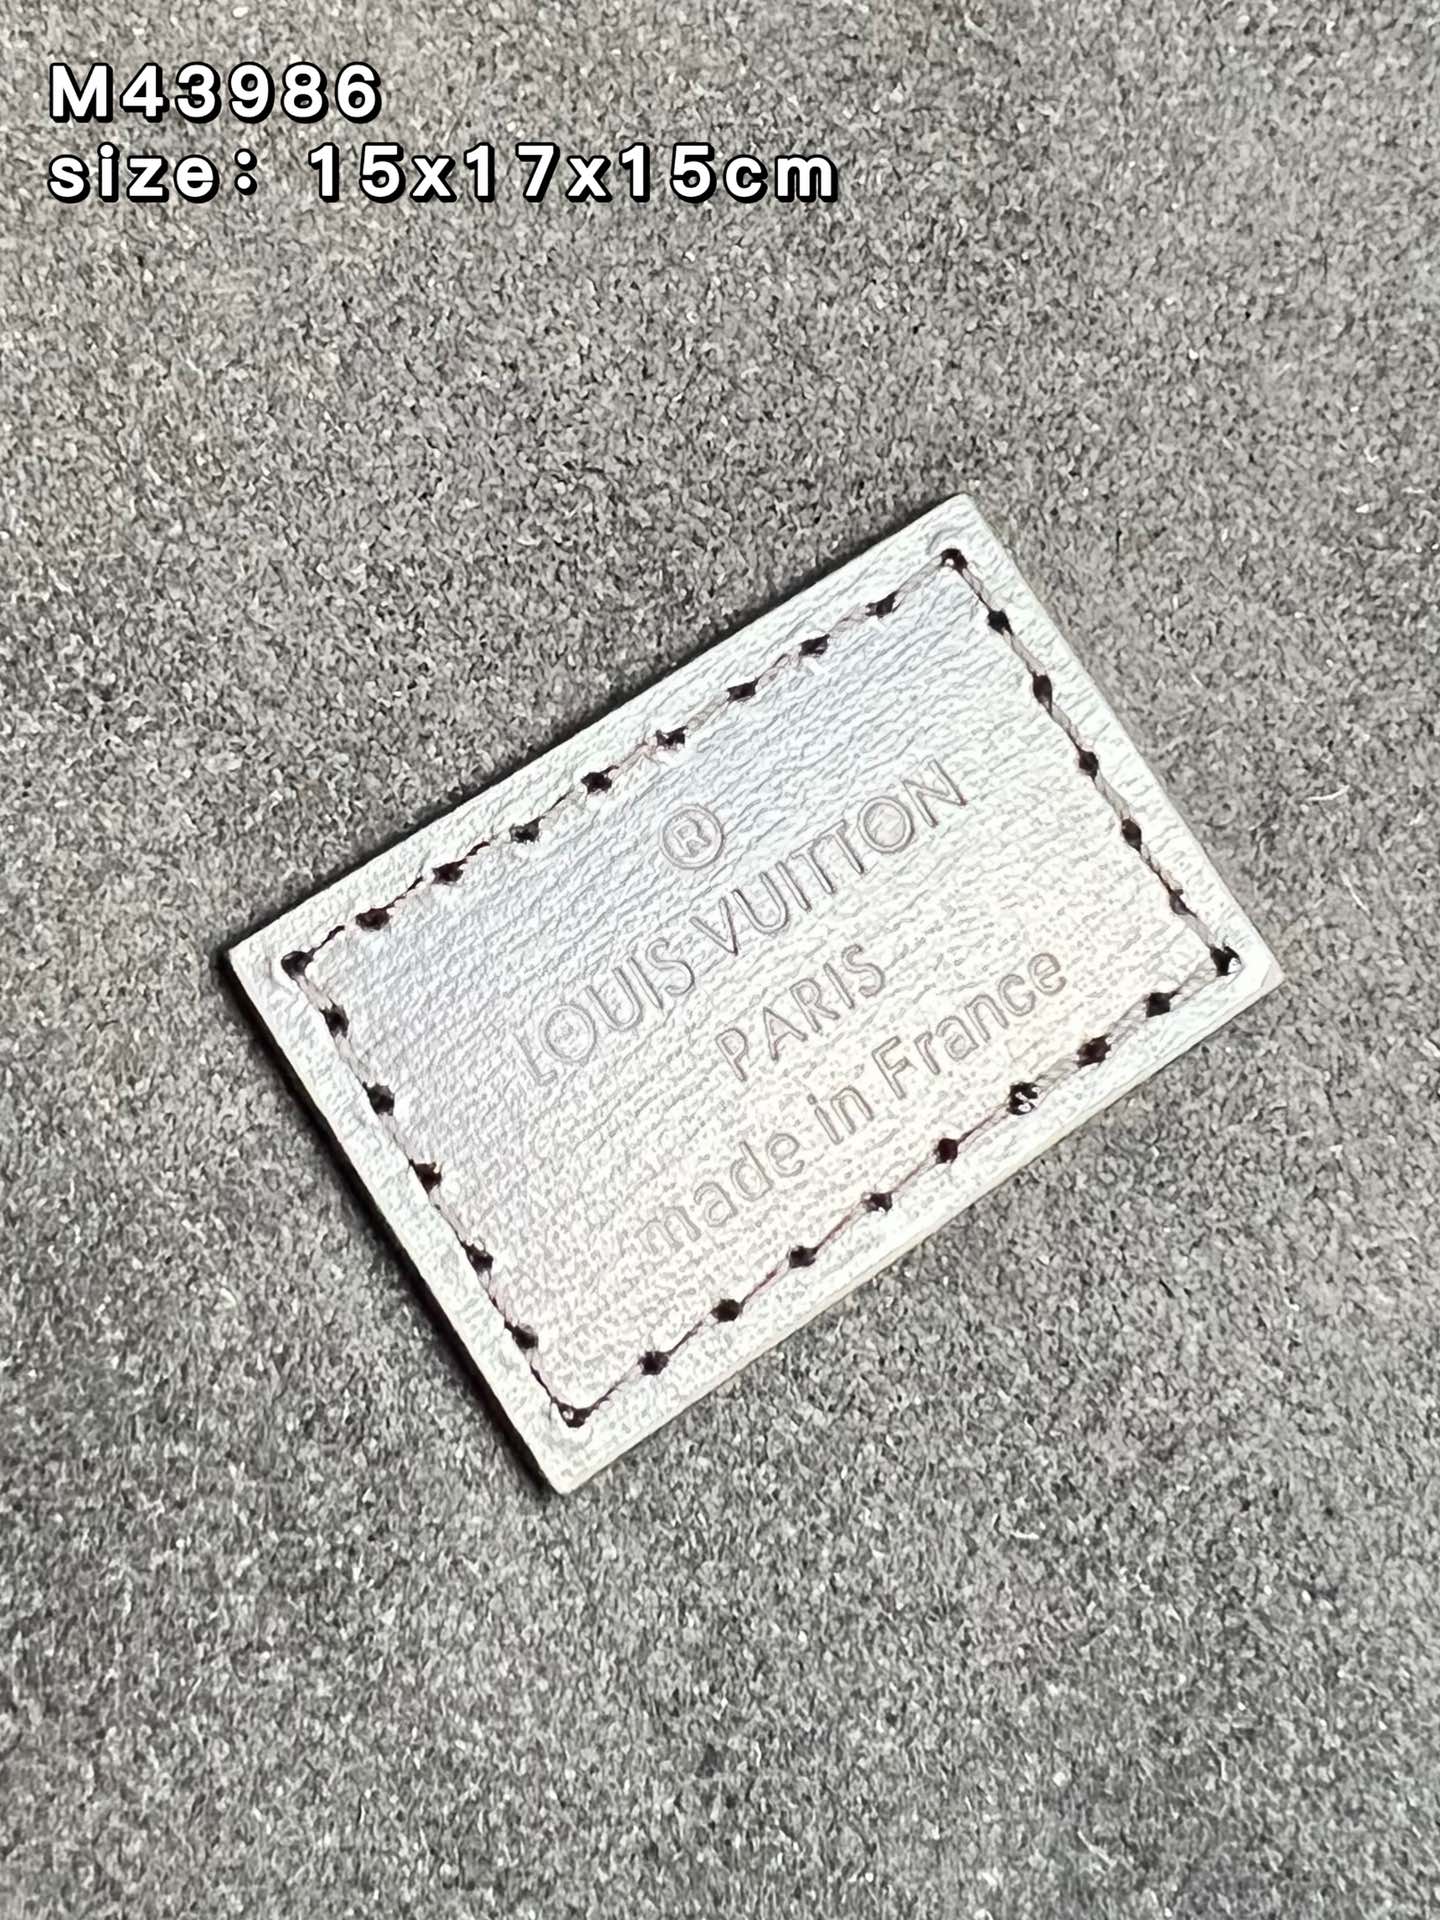 M43986
size: 15x17x15cm
®
LOUIS VUITTON
PARIS
made in France